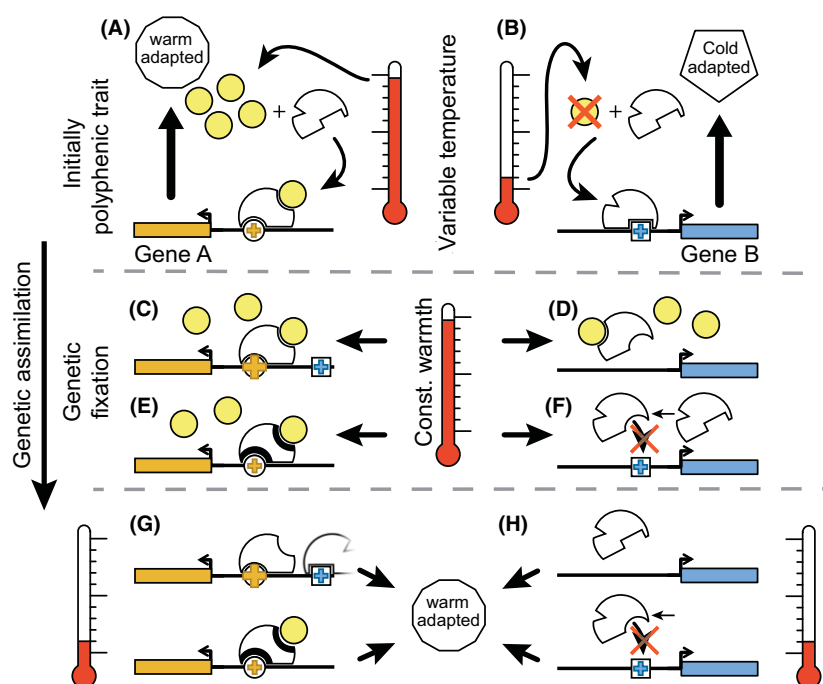 (A)
warm
adapted
(B)
Cold
adapted
+
+
Initially
polyphenic trait
Variable temperature
Gene A
Gene B
Genetic assimilation
Genetic
fixation
(C)
(D)
Const. warmth
(E)
(F)
(G)
(H)
warm
adapted